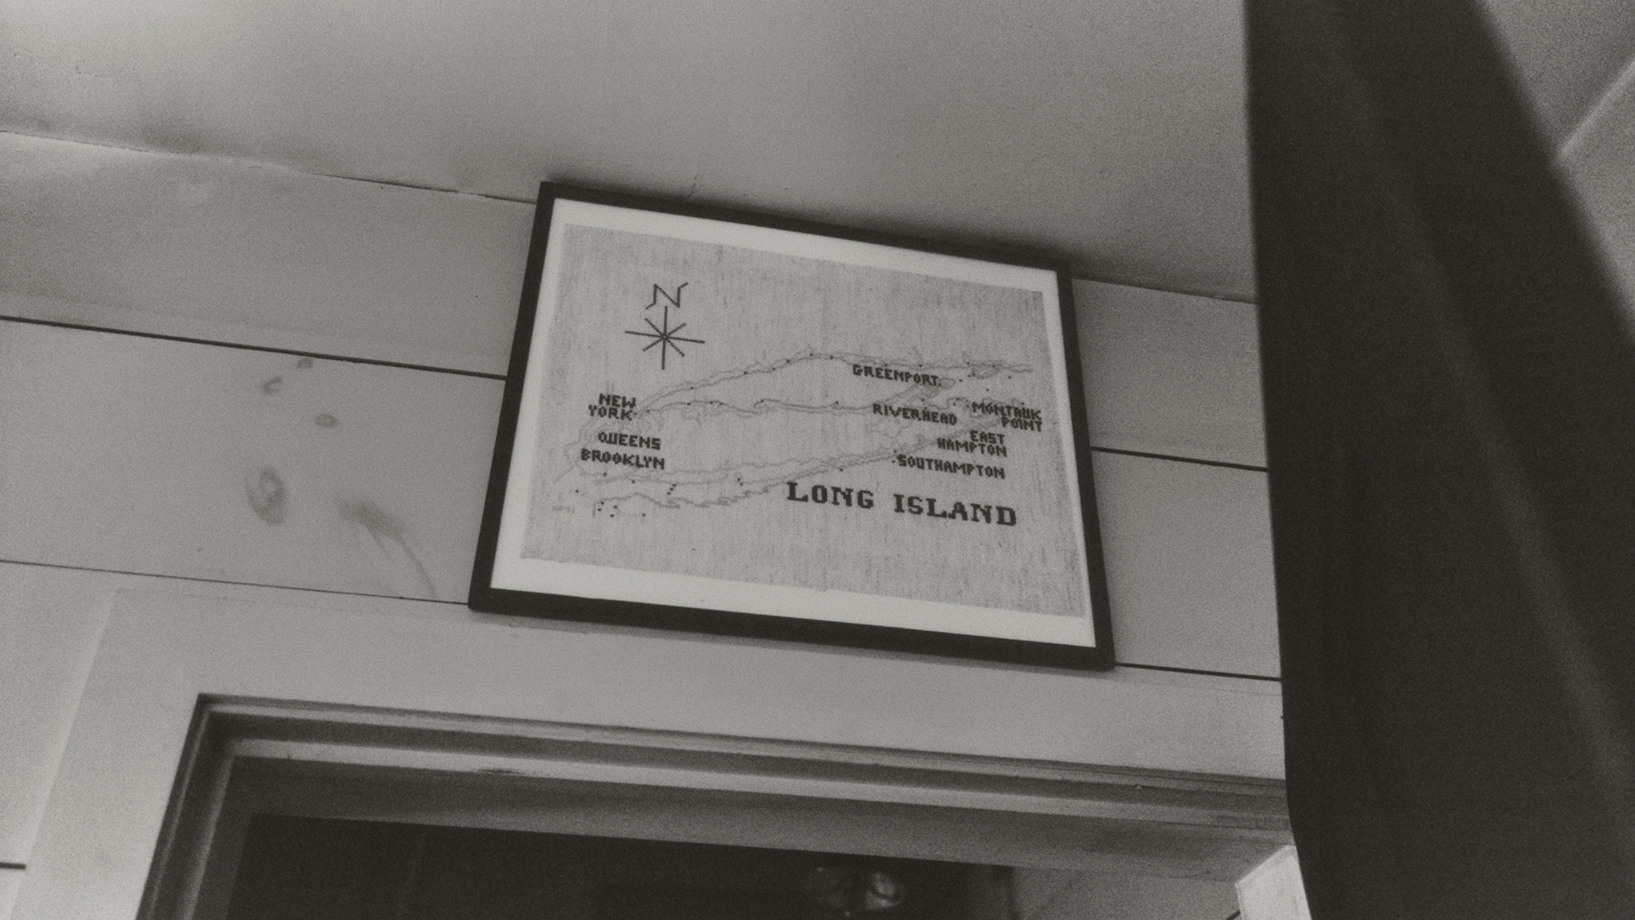 N
GREENPORT
NEW
YORK
RIVERHEAD
MONTAUK
POINT
QUEENS
EAST
HAMPTON
BROOKLYN
SOUTHAMPTON
LONG ISLAND